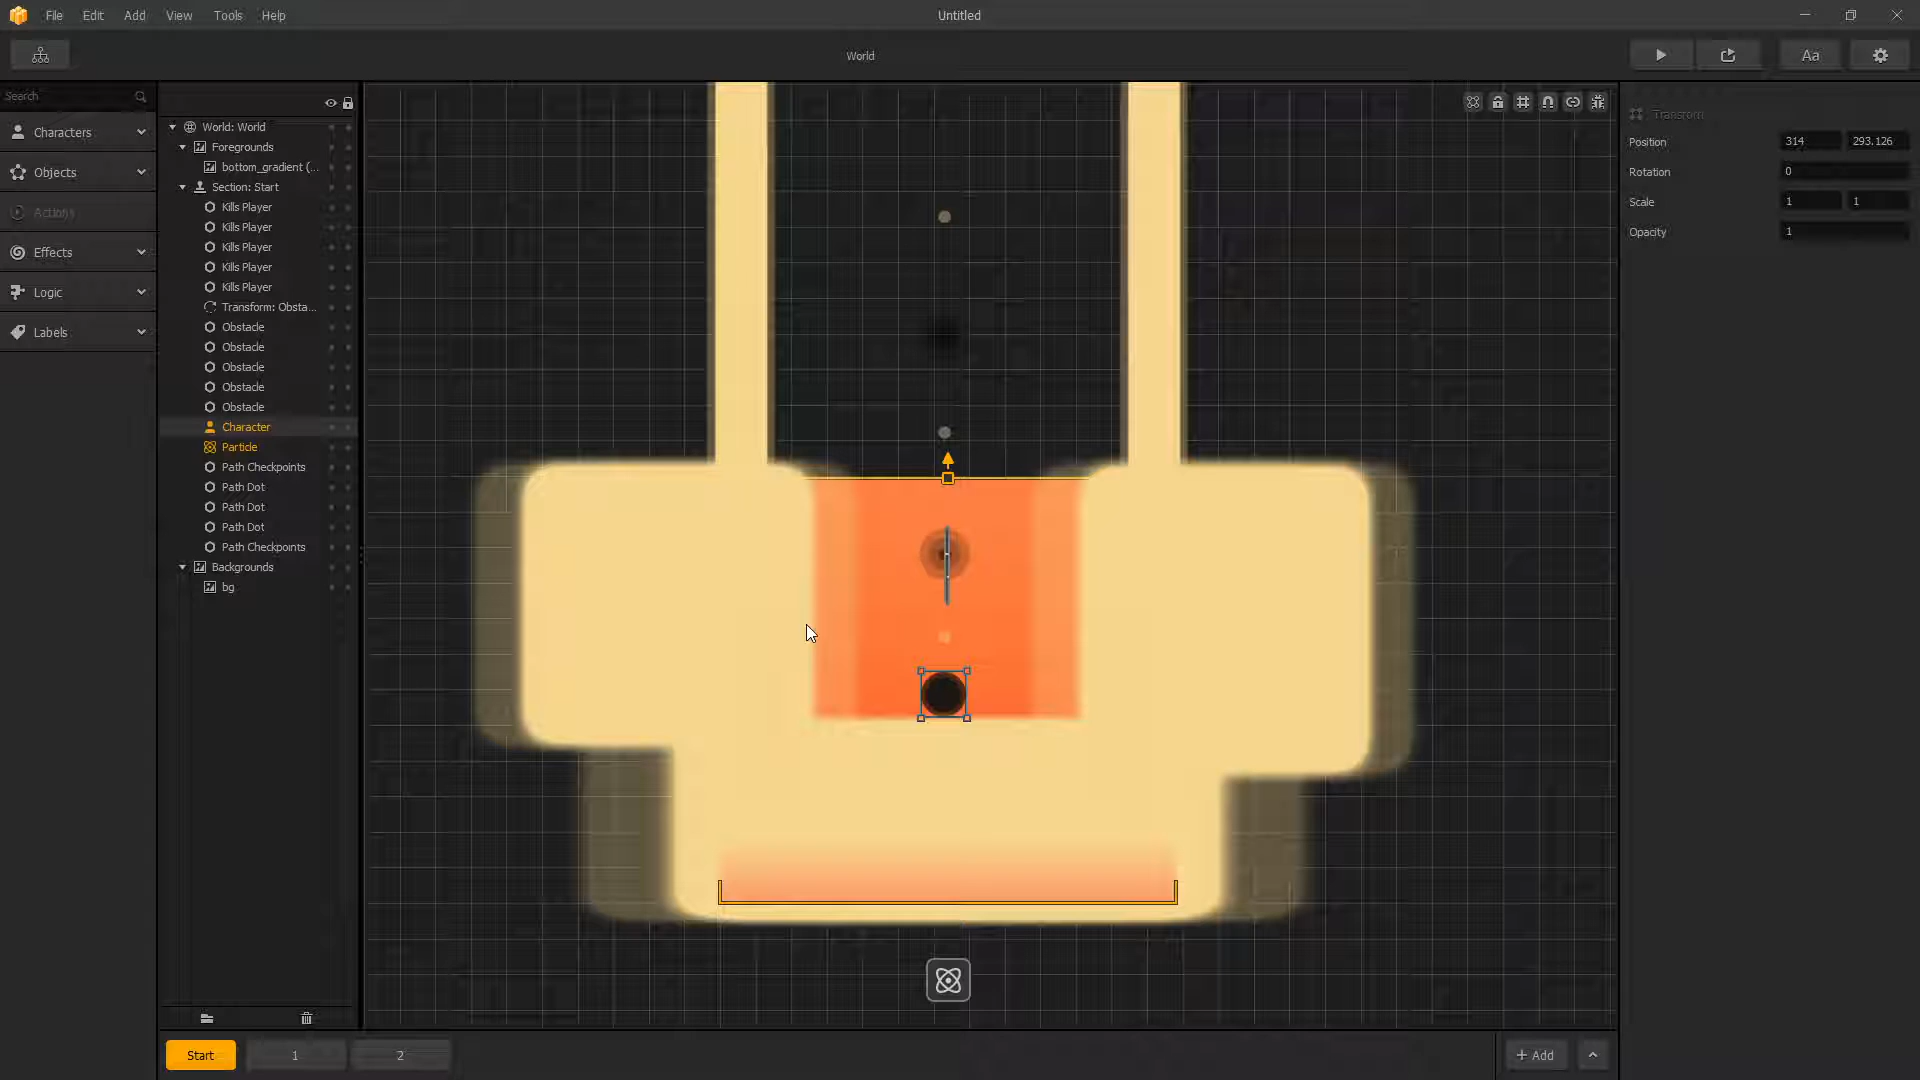 File Edit Add View Tools Help
Untitled
World
Aa
Search
Characters
Objects
Actions
Effects
Logic
Labels
World: World
Foregrounds
bottom_gradient (...
Section: Start
Kills Player
Kills Player
Kills Player
Kills Player
Kills Player
Transform: Obsta...
Obstacle
Obstacle
Obstacle
Obstacle
Obstacle
Character
Particle
Path Checkpoints
Path Dot
Path Dot
Path Dot
Path Checkpoints
Backgrounds
bg
Transform
Position 314 293.126
Rotation 0
Scale 1 1
Opacity 1
Start 1 2
+ Add